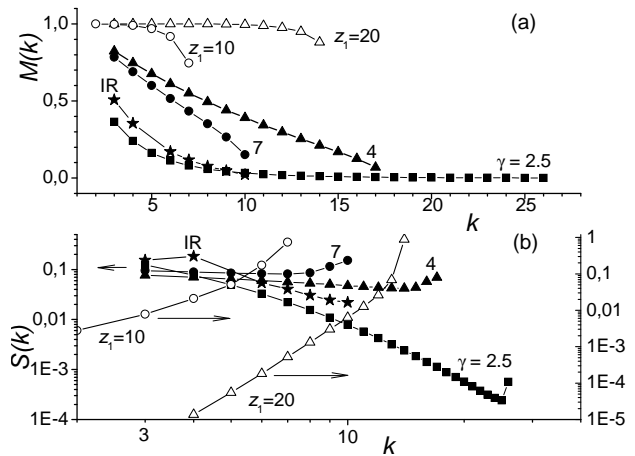 1,0
0,5
0,0
M(k)
(a)
z₁=10
z₁=20
IR
7
4
γ = 2.5
5
10
15
20
25
k
0,1
0,01
1E-3
1E-4
S(k)
(b)
IR
7
4
z₁=10
z₁=20
γ = 2.5
1
0,1
0,01
1E-3
1E-4
1E-5
3
10
k